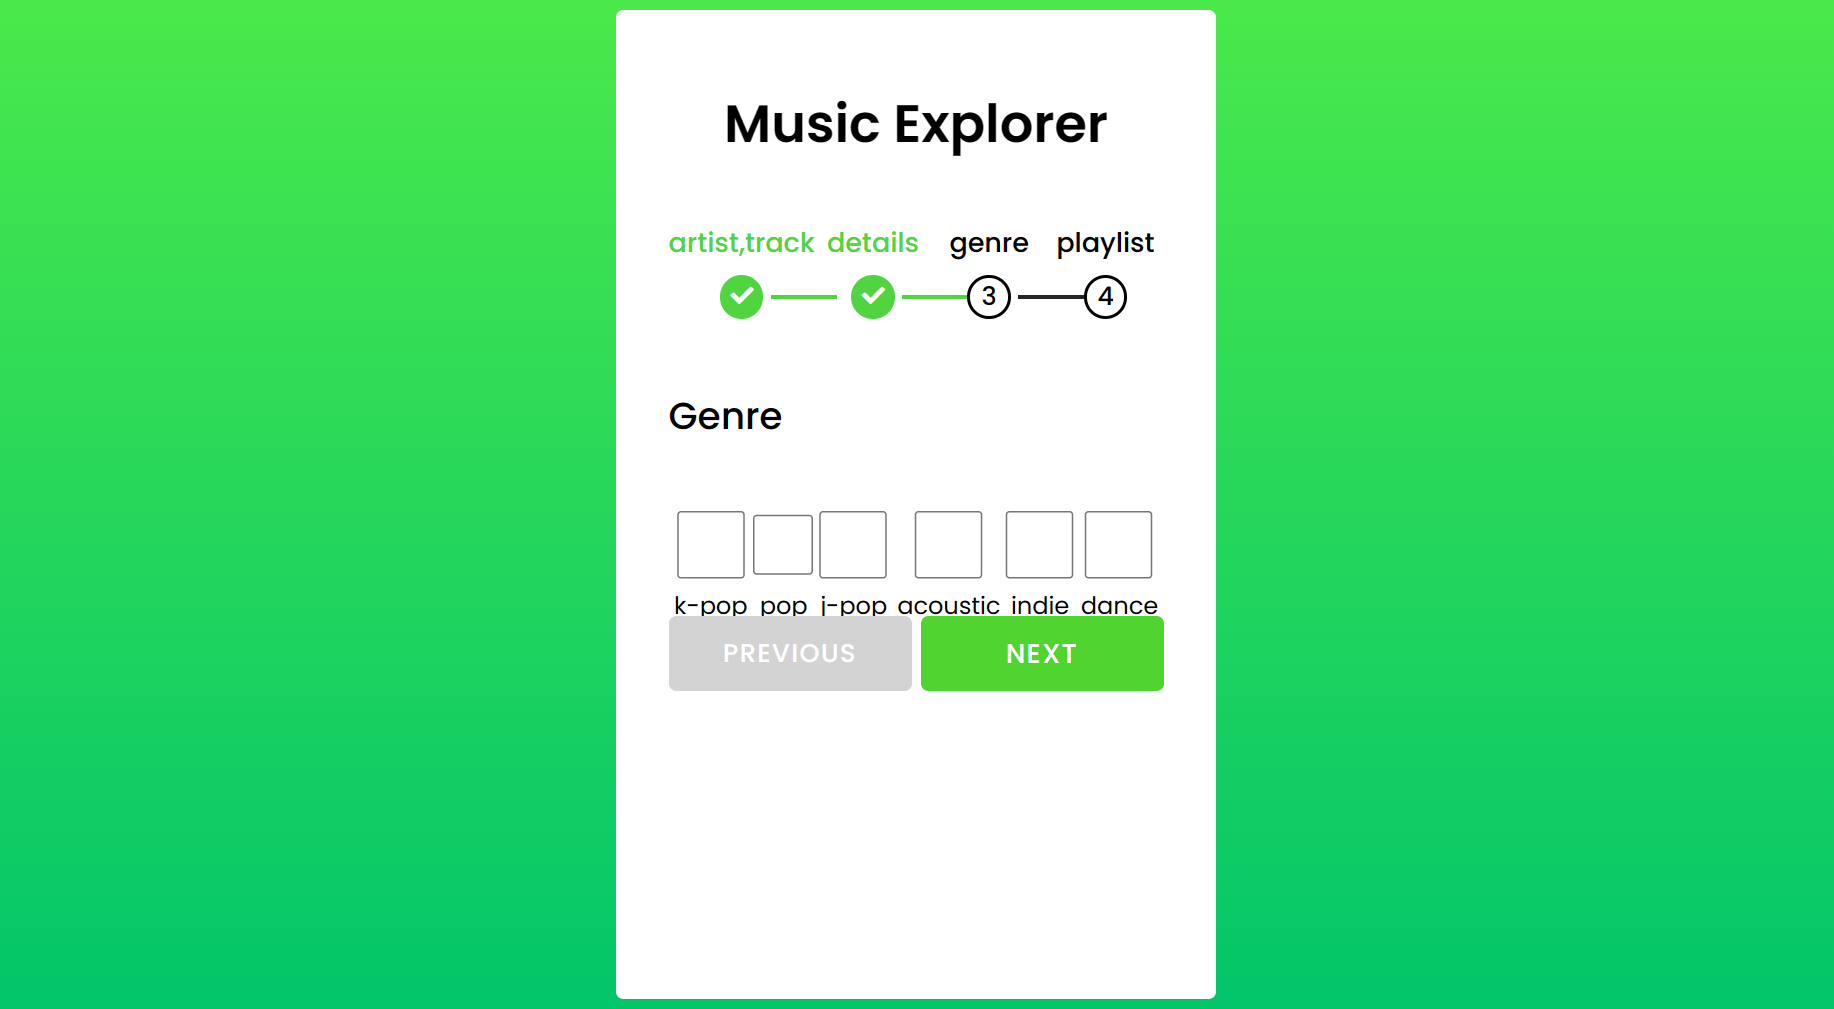 Music Explorer
artist,track details genre playlist
3 4
Genre
k-pop pop j-pop acoustic indie dance
PREVIOUS NEXT